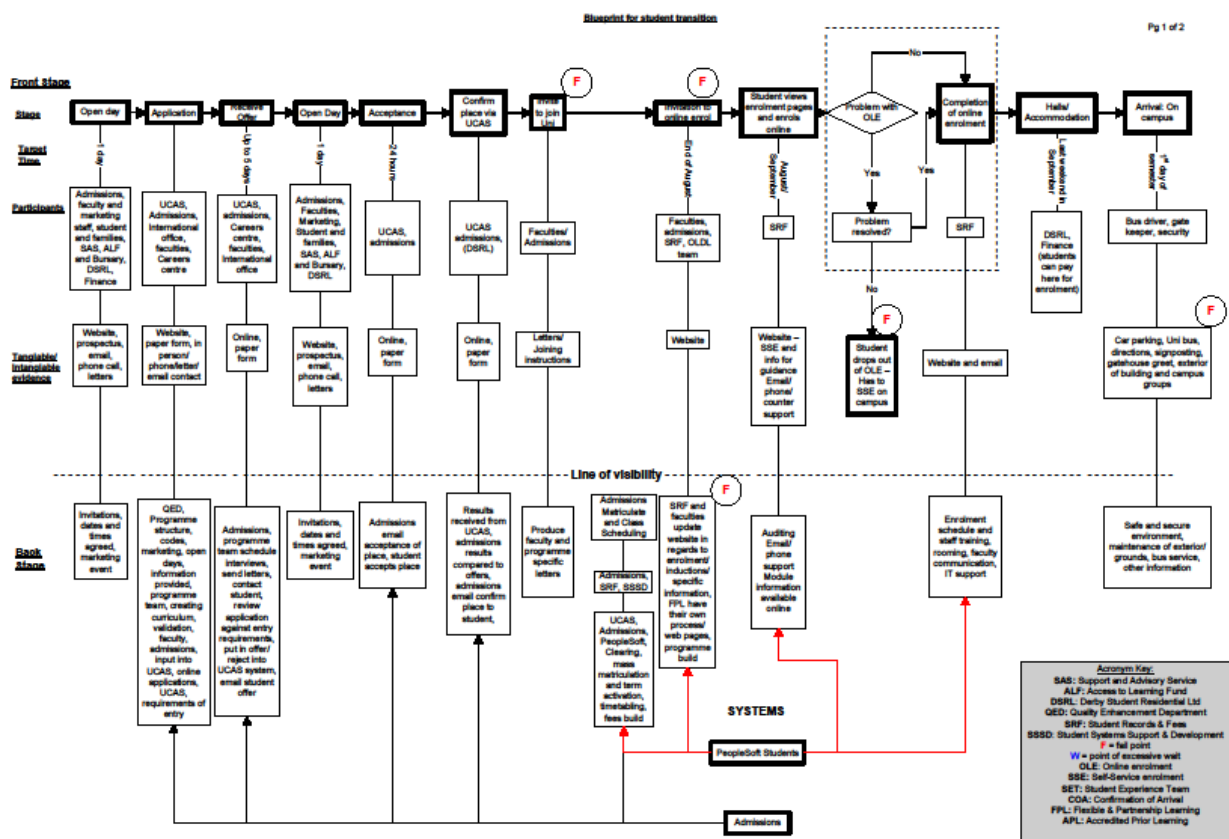 Blueprint for student transition
Pg 1 of 2
Front Stage
Stage
Target
Time
Participants
Tangiable/
Intangiable
evidence
Open day
Application
Receive
Offer
Open Day
Acceptance
Confirm
place via
UCAS
F
Invite
to join
Uni
F
Invitation to
online enrol
Student views
enrolment pages
and enrols
online
Problem with
OLE
No
Yes
Yes
Problem
resolved?
No
Completion
of online
enrolment
Halls/
Accommodation
Arrival: On
campus
~1 day
Up to 5 days
~1 day
~24 hours
End of August
August/
September
Last weekend in
September
1st day of
semester
Admissions,
faculty and
marketing
staff, student
and families,
SAS, ALF
and Bursary,
DSRL,
Finance
UCAS,
Admissions,
International
office,
faculties,
Careers
centre
UCAS,
admissions,
Careers
centre,
faculties,
International
office
Admissions,
Faculties,
Marketing,
Student and
families,
SAS, ALF
and Bursary,
DSRL
UCAS,
admissions
UCAS
admissions,
(DSRL)
Faculties/
Admissions
Faculties,
admissions,
SRF, OLDL
team
SRF
SRF
DSRL,
Finance
(students
can pay
here for
enrolment)
Bus driver, gate
keeper, security
Website,
prospectus,
email,
phone call,
letters
Website,
paper form, in
person/
phone/letter/
email contact
Online,
paper
form
Website,
prospectus,
email,
phone call,
letters
Online,
paper
form
Online,
paper
form
Letters/
Joining
instructions
Website
Website –
SSE and
info for
guidance
Email/
phone/
counter
support
F
Student
drops out
of OLE –
Has to
SSE on
campus
Website and email
F
Car parking, Uni bus,
directions, signposting,
gatehouse greet, exterior
of building and campus
groups
Line of visibility
Back
Stage
Invitations,
dates and
times
agreed,
marketing
event
QED,
Programme
structure,
codes,
marketing, open
days,
information
provided,
programme
team, creating
curriculum,
validation,
faculty,
admissions,
input into
UCAS, online
applications,
UCAS,
requirements of
entry
Admissions,
programme
team schedule
interviews,
send letters,
contact
student,
review
application
against entry
requirements,
put in offer/
reject into
UCAS system,
email student
offer
Invitations,
dates and
times agreed,
marketing
event
Admissions
email
acceptance of
place, student
accepts place
Results
received from
UCAS,
admissions
results
compared to
offers,
admissions
email confirm
place to
student,
Produce
faculty and
programme
specific
letters
Admissions
Matriculate
and Class
Scheduling
Admissions,
SRF, SSSD
UCAS,
Admissions,
PeopleSoft,
Clearing,
mass
matriculation
and term
activation,
timetabling,
fees build
F
SRF and
faculties
update
website in
regards to
enrolment/
inductions/
specific
information,
FPL have
their own
process/
web pages,
programme
build
Auditing
Email/
phone
support
Module
information
available
online
Enrolment
schedule and
staff training,
rooming, faculty
communication,
IT support
Safe and secure
environment,
maintenance of exterior/
grounds, bus service,
other information
SYSTEMS
PeopleSoft Students
Admissions
Acronym Key:
SAS: Support and Advisory Service
ALF: Access to Learning Fund
DSRL: Derby Student Residential Ltd
QED: Quality Enhancement Department
SRF: Student Records & Fees
SSSD: Student Systems Support & Development
F = fail point
W = point of excessive wait
OLE: Online enrolment
SSE: Self-Service enrolment
SET: Student Experience Team
COA: Confirmation of Arrival
FPL: Flexible & Partnership Learning
APL: Accredited Prior Learning